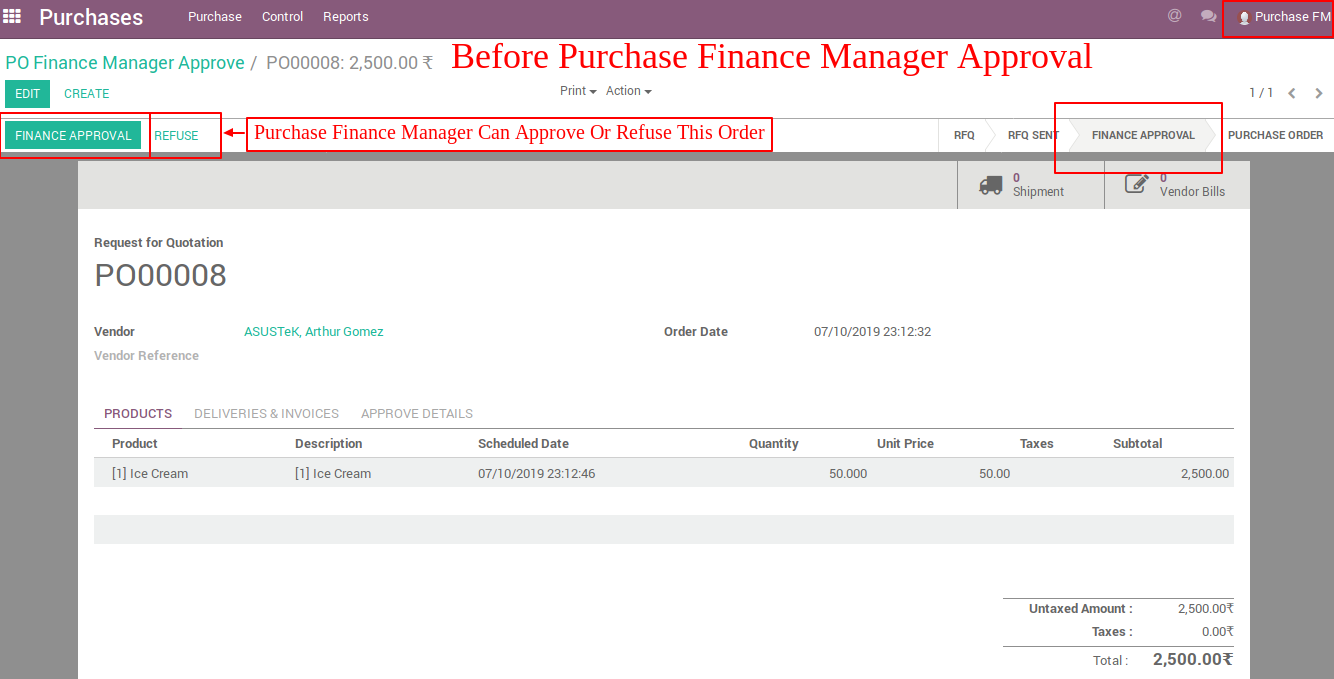 Purchases Purchase Control Reports @ Purchase FM
PO Finance Manager Approve / PO00008: 2,500.00 ₹ Before Purchase Finance Manager Approval
EDIT CREATE Print Action 1 / 1
FINANCE APPROVAL REFUSE Purchase Finance Manager Can Approve Or Refuse This Order RFQ RFQ SENT FINANCE APPROVAL PURCHASE ORDER
0 Shipment 0 Vendor Bills
Request for Quotation
PO00008
Vendor ASUSTeK, Arthur Gomez Order Date 07/10/2019 23:12:32
Vendor Reference
PRODUCTS DELIVERIES & INVOICES APPROVE DETAILS
Product Description Scheduled Date Quantity Unit Price Taxes Subtotal
[1] Ice Cream [1] Ice Cream 07/10/2019 23:12:46 50.000 50.00 2,500.00
Untaxed Amount : 2,500.00₹
Taxes : 0.00₹
Total : 2,500.00₹